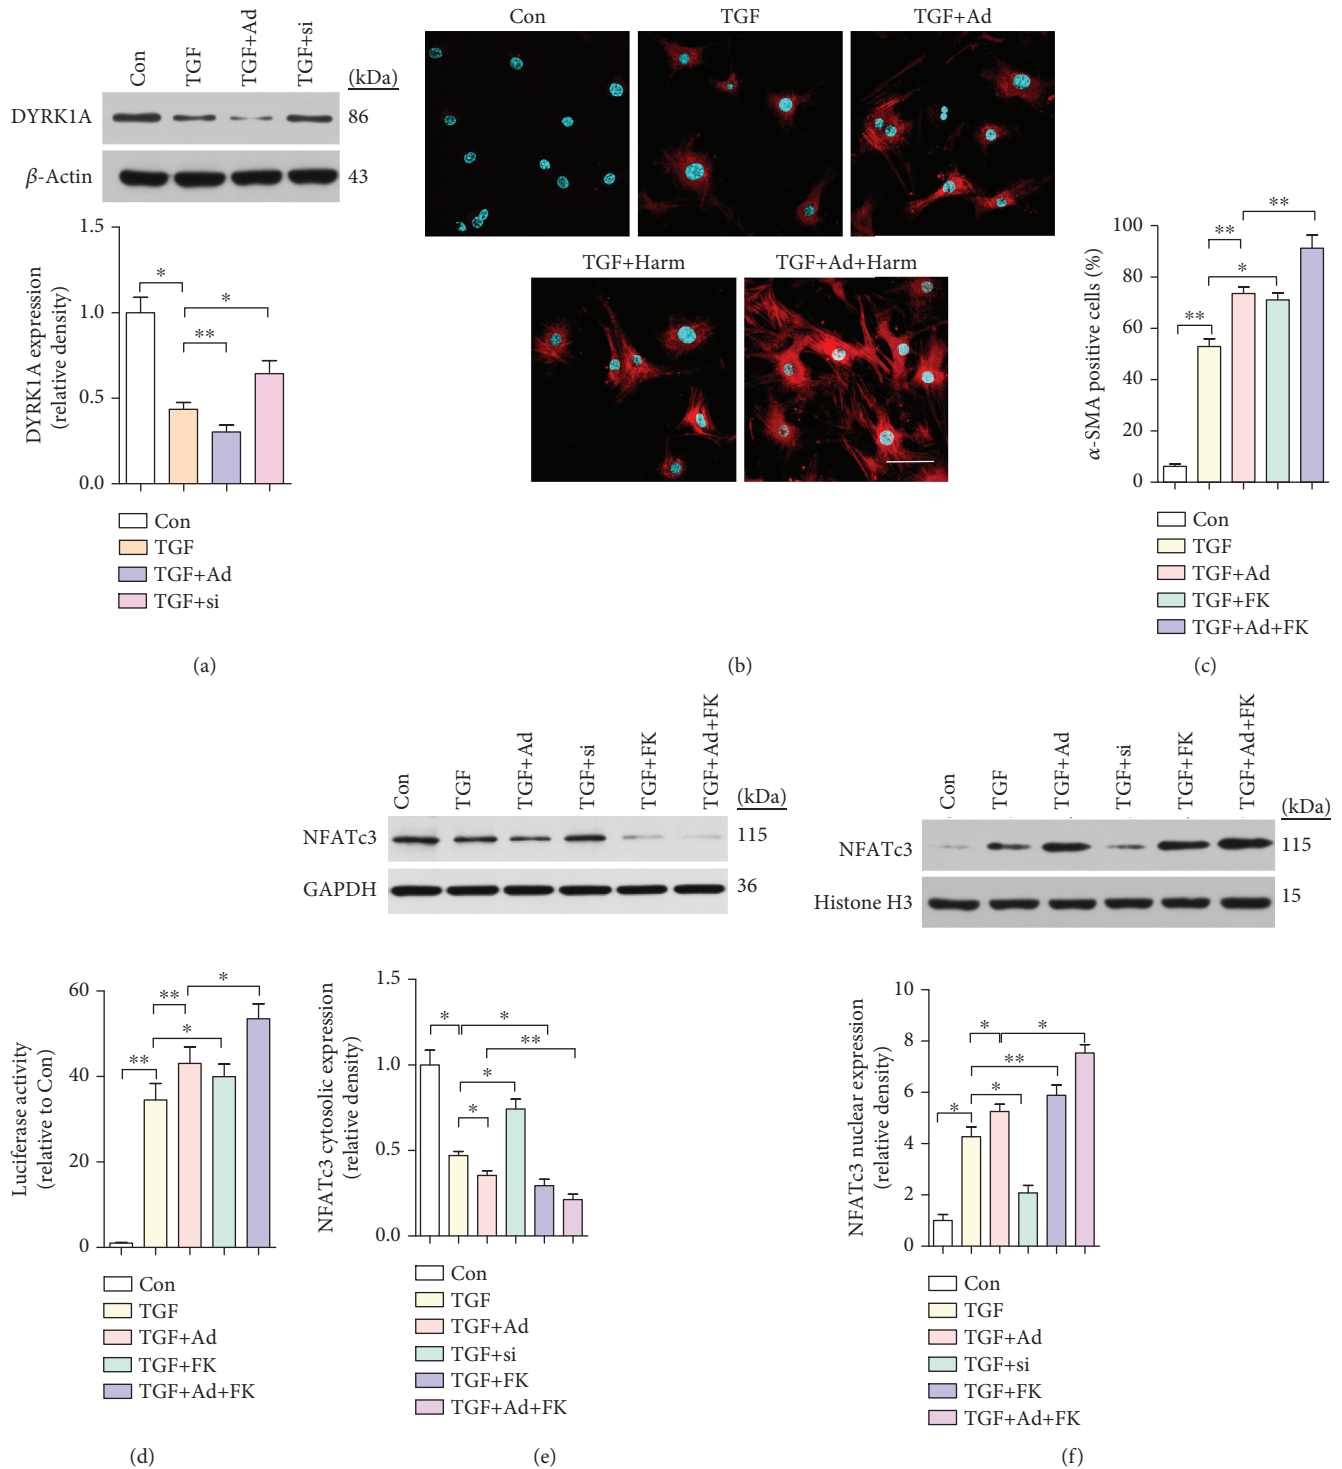 Con
TGF
TGF+Ad
TGF+si
(kDa)
DYRK1A
86
β-Actin
43
DYRK1A expression
(relative density)
1.5
1.0
0.5
0.0
*
**
*
Con
TGF
TGF+Ad
TGF+si
(a)
Con
TGF
TGF+Ad
TGF+Harm
TGF+Ad+Harm
(b)
α-SMA positive cells (%)
100
80
60
40
20
0
**
**
*
**
Con
TGF
TGF+Ad
TGF+FK
TGF+Ad+FK
(c)
Luciferase activity
(relative to Con)
60
40
20
0
**
**
*
*
Con
TGF
TGF+Ad
TGF+FK
TGF+Ad+FK
(d)
Con
TGF
TGF+Ad
TGF+si
TGF+FK
TGF+Ad+FK
(kDa)
NFATc3
115
GAPDH
36
NFATc3 cytosolic expression
(relative density)
1.5
1.0
0.5
0.0
*
*
**
*
*
Con
TGF
TGF+Ad
TGF+si
TGF+FK
TGF+Ad+FK
(e)
Con
TGF
TGF+Ad
TGF+si
TGF+FK
TGF+Ad+FK
(kDa)
NFATc3
115
Histone H3
15
NFATc3 nuclear expression
(relative density)
10
8
6
4
2
0
*
*
**
*
*
Con
TGF
TGF+Ad
TGF+si
TGF+FK
TGF+Ad+FK
(f)